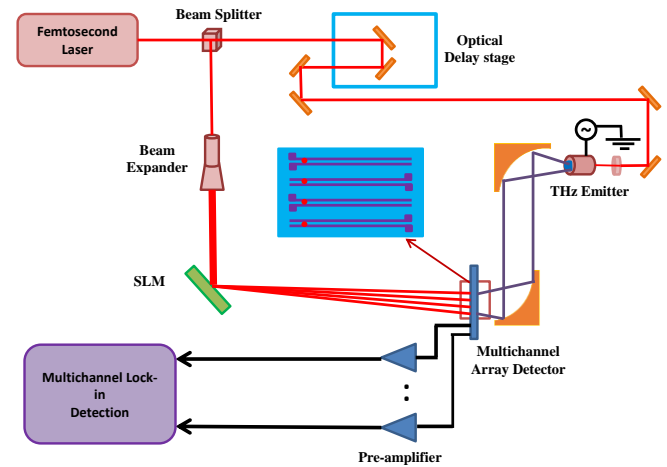 Beam Splitter
Femtosecond
Laser
Optical
Delay stage
Beam
Expander
THz Emitter
SLM
Multichannel
Array Detector
Multichannel Lock-
in
Detection
Pre-amplifier